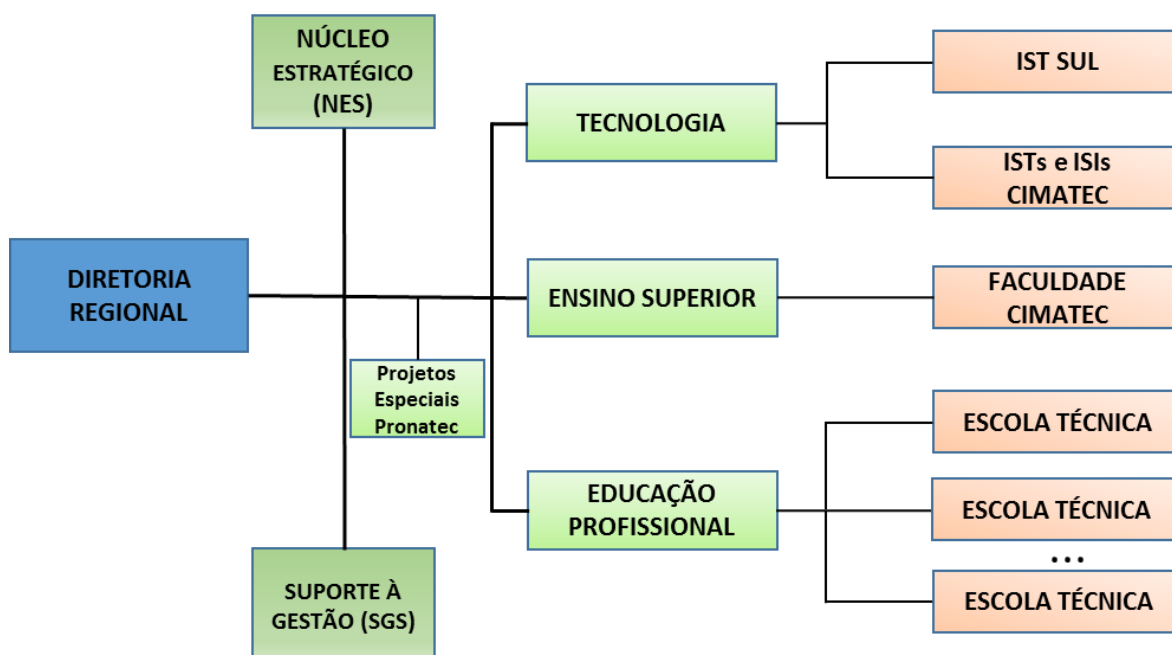 NÚCLEO
ESTRATÉGICO
(NES)
DIRETORIA
REGIONAL
Projetos
Especiais
Pronatec
SUPORTE À
GESTÃO (SGS)
TECNOLOGIA
ENSINO SUPERIOR
EDUCAÇÃO
PROFISSIONAL
IST SUL
ISTs e ISIs
CIMATEC
FACULDADE
CIMATEC
ESCOLA TÉCNICA
ESCOLA TÉCNICA
...
ESCOLA TÉCNICA